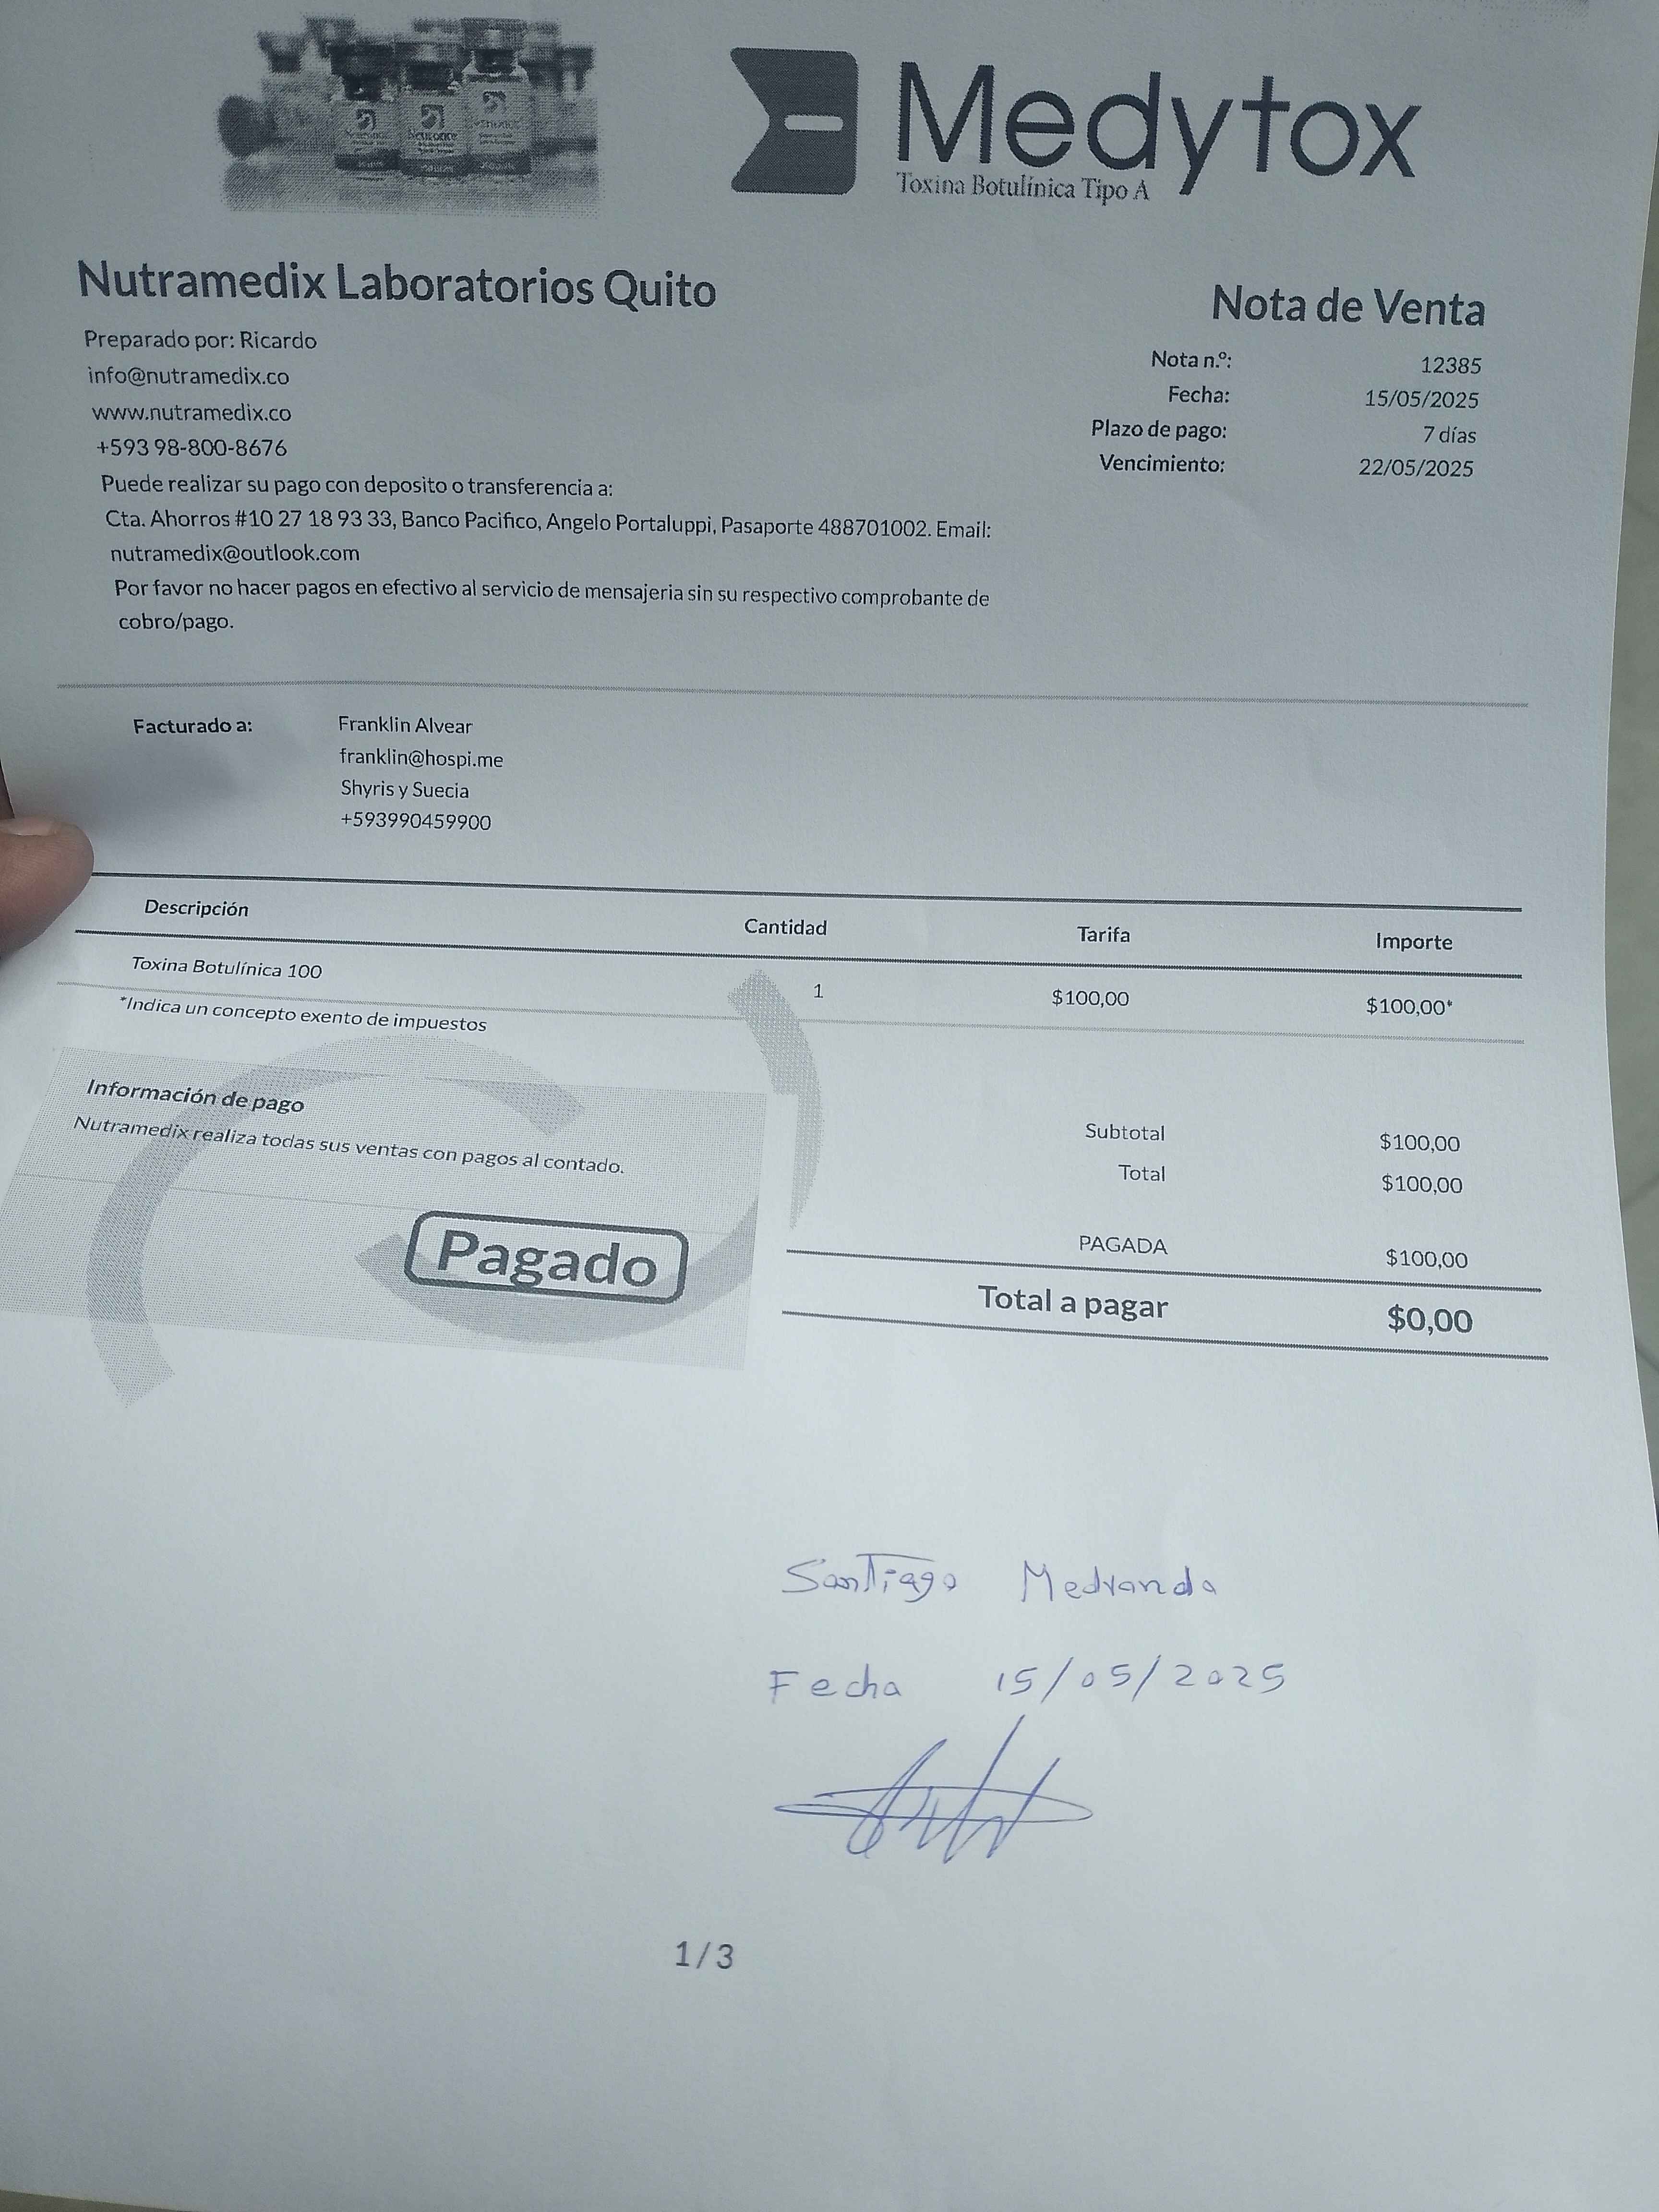 Medytox
Toxina Botulínica Tipo A
Nutramedix Laboratorios Quito
Preparado por: Ricardo
info@nutramedix.co
www.nutramedix.co
+593 98-800-8676
Puede realizar su pago con deposito o transferencia a:
Cta. Ahorros #10 27 18 93 33, Banco Pacifico, Angelo Portaluppi, Pasaporte 488701002. Email:
nutramedix@outlook.com
Por favor no hacer pagos en efectivo al servicio de mensajeria sin su respectivo comprobante de
cobro/pago.
Nota de Venta
Nota n.º: 12385
Fecha: 15/05/2025
Plazo de pago: 7 días
Vencimiento: 22/05/2025
Facturado a: Franklin Alvear
franklin@hospi.me
Shyris y Suecia
+593990459900
Descripción Cantidad Tarifa Importe
Toxina Botulínica 100 1 $100,00 $100,00*
*Indica un concepto exento de impuestos
Información de pago
Nutramedix realiza todas sus ventas con pagos al contado.
Pagado
Subtotal $100,00
Total $100,00
PAGADA $100,00
Total a pagar $0,00
Santiago Medranda
Fecha 15/05/2025
1/3